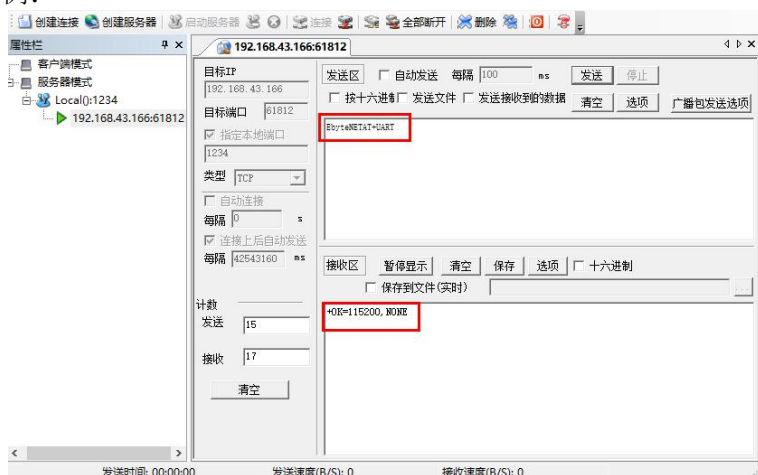 创建连接 创建服务器 启动服务器 连接 全部断开 删除
属性栏
客户端模式
服务器模式
Local():1234
192.168.43.166:61812
192.168.43.166:61812
目标IP
192.168.43.166
目标端口 61812
指定本地端口
1234
类型 TCP
自动连接
每隔 0 s
连接上后自动发送
每隔 42543160 ms
计数
发送 15
接收 17
清空
发送区 自动发送 每隔 100 ms 发送 停止
按十六进制 发送文件 发送接收到的数据 清空 选项 广播包发送选项
EbyteNETAT+UART
接收区 暂停显示 清空 保存 选项 十六进制
保存到文件(实时)
+OK=115200,NONE
发送时间: 00:00:00 发送速度(B/S): 0 接收速度(B/S): 0